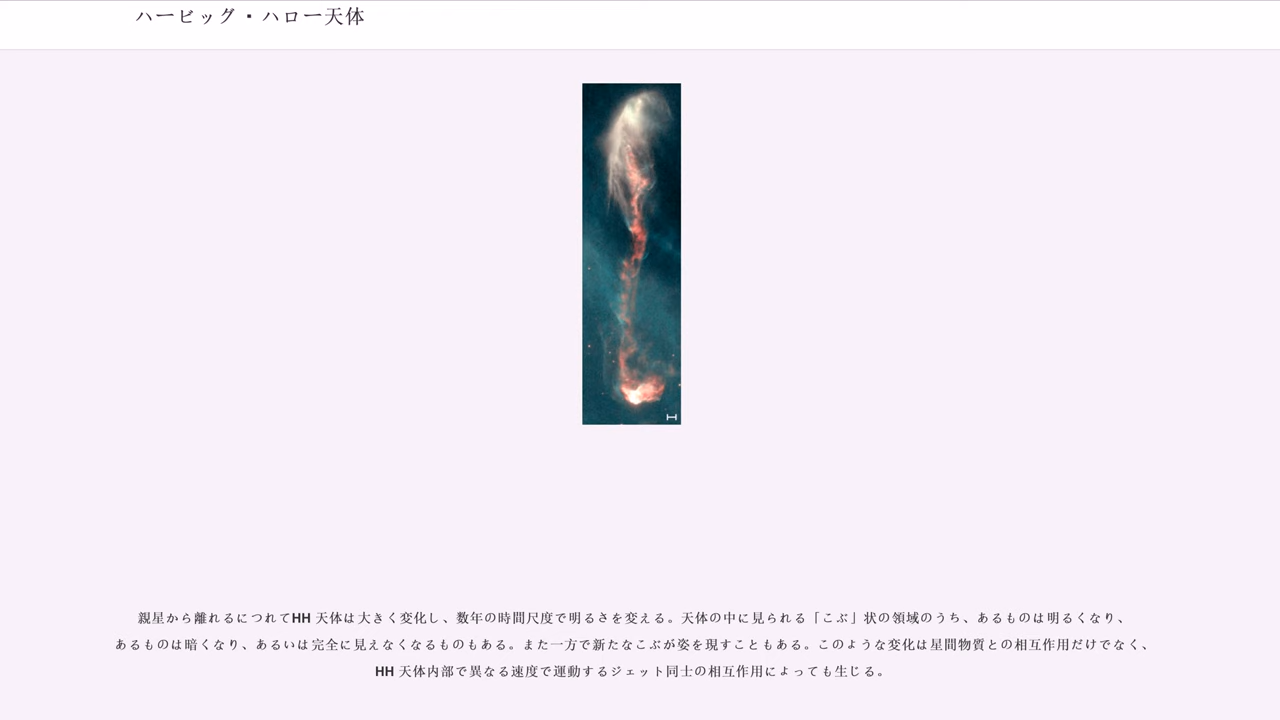 ハービッグ・ハロー天体
親星から離れるにつれてHH 天体は大きく変化し、数年の時間尺度で明るさを変える。天体の中に見られる「こぶ」状の領域のうち、あるものは明るくなり、
あるものは暗くなり、あるいは完全に見えなくなるものもある。また一方で新たなこぶが姿を現すこともある。このような変化は星間物質との相互作用だけでなく、
HH 天体内部で異なる速度で運動するジェット同士の相互作用によっても生じる。